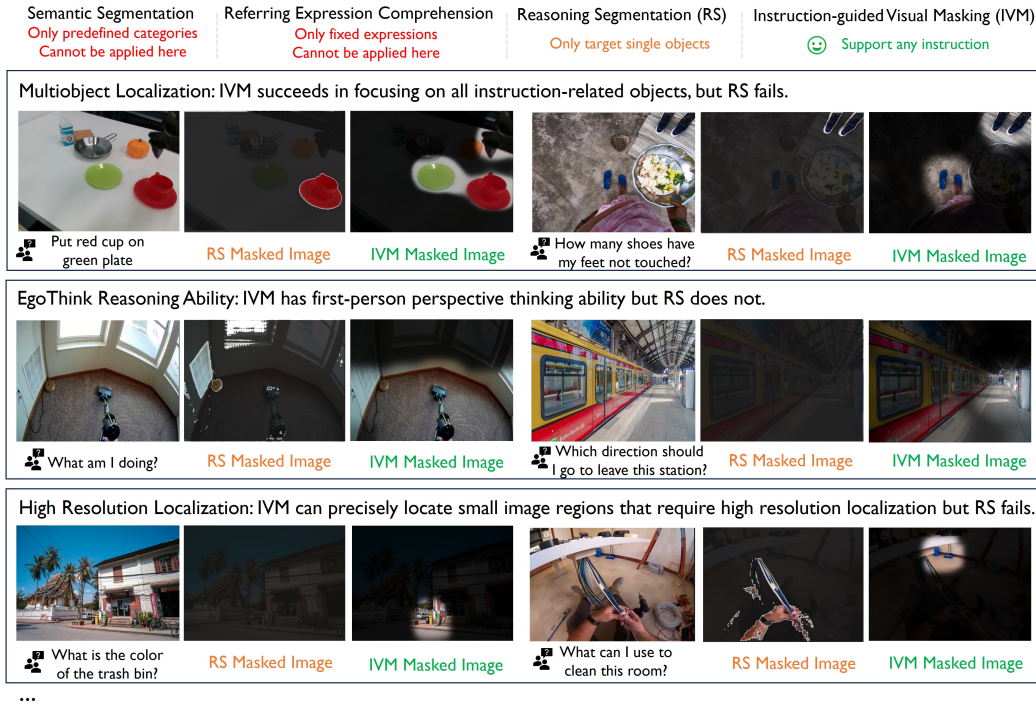 Semantic Segmentation
Only predefined categories
Cannot be applied here
Referring Expression Comprehension
Only fixed expressions
Cannot be applied here
Reasoning Segmentation (RS)
Only target single objects
Instruction-guided Visual Masking (IVM)
Support any instruction
Multiobject Localization: IVM succeeds in focusing on all instruction-related objects, but RS fails.
Put red cup on
green plate
RS Masked Image
IVM Masked Image
How many shoes have
my feet not touched?
RS Masked Image
IVM Masked Image
EgoThink Reasoning Ability: IVM has first-person perspective thinking ability but RS does not.
What am I doing?
RS Masked Image
IVM Masked Image
Which direction should
I go to leave this station?
RS Masked Image
IVM Masked Image
High Resolution Localization: IVM can precisely locate small image regions that require high resolution localization but RS fails.
What is the color
of the trash bin?
RS Masked Image
IVM Masked Image
What can I use to
clean this room?
RS Masked Image
IVM Masked Image
...